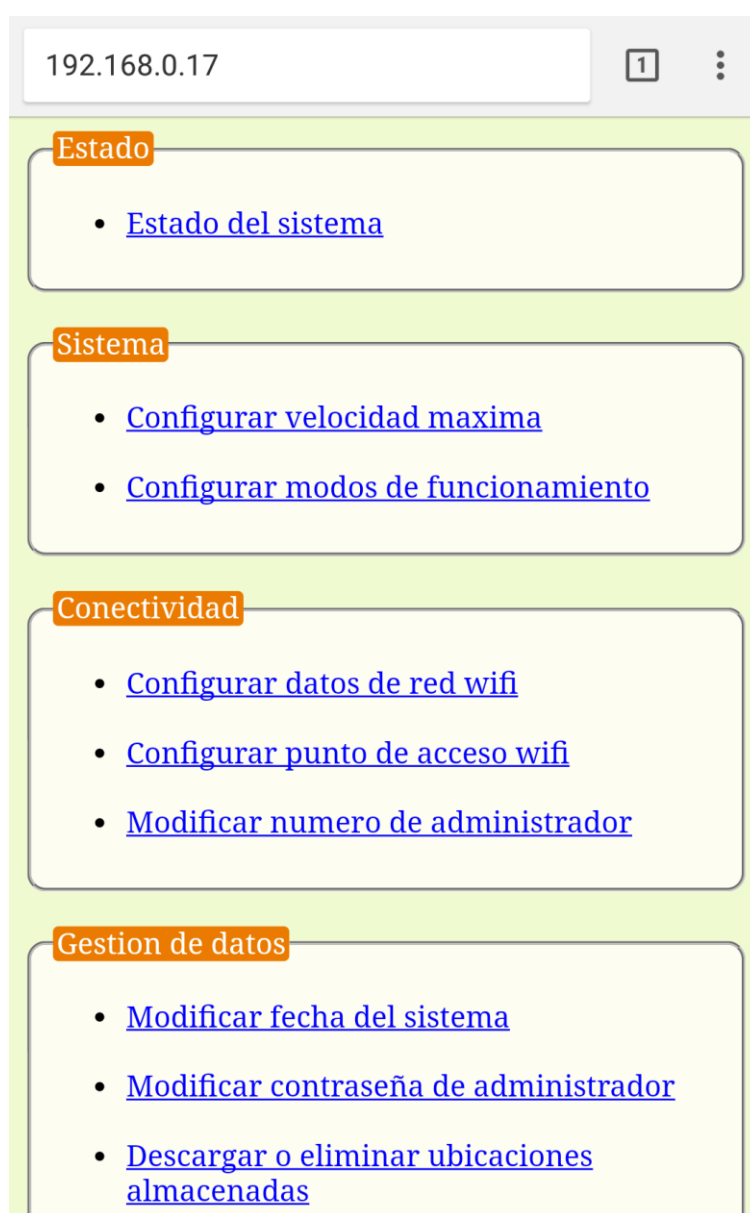 192.168.0.17
1
Estado
Estado del sistema
Sistema
Configurar velocidad maxima
Configurar modos de funcionamiento
Conectividad
Configurar datos de red wifi
Configurar punto de acceso wifi
Modificar numero de administrador
Gestion de datos
Modificar fecha del sistema
Modificar contraseña de administrador
Descargar o eliminar ubicaciones
almacenadas